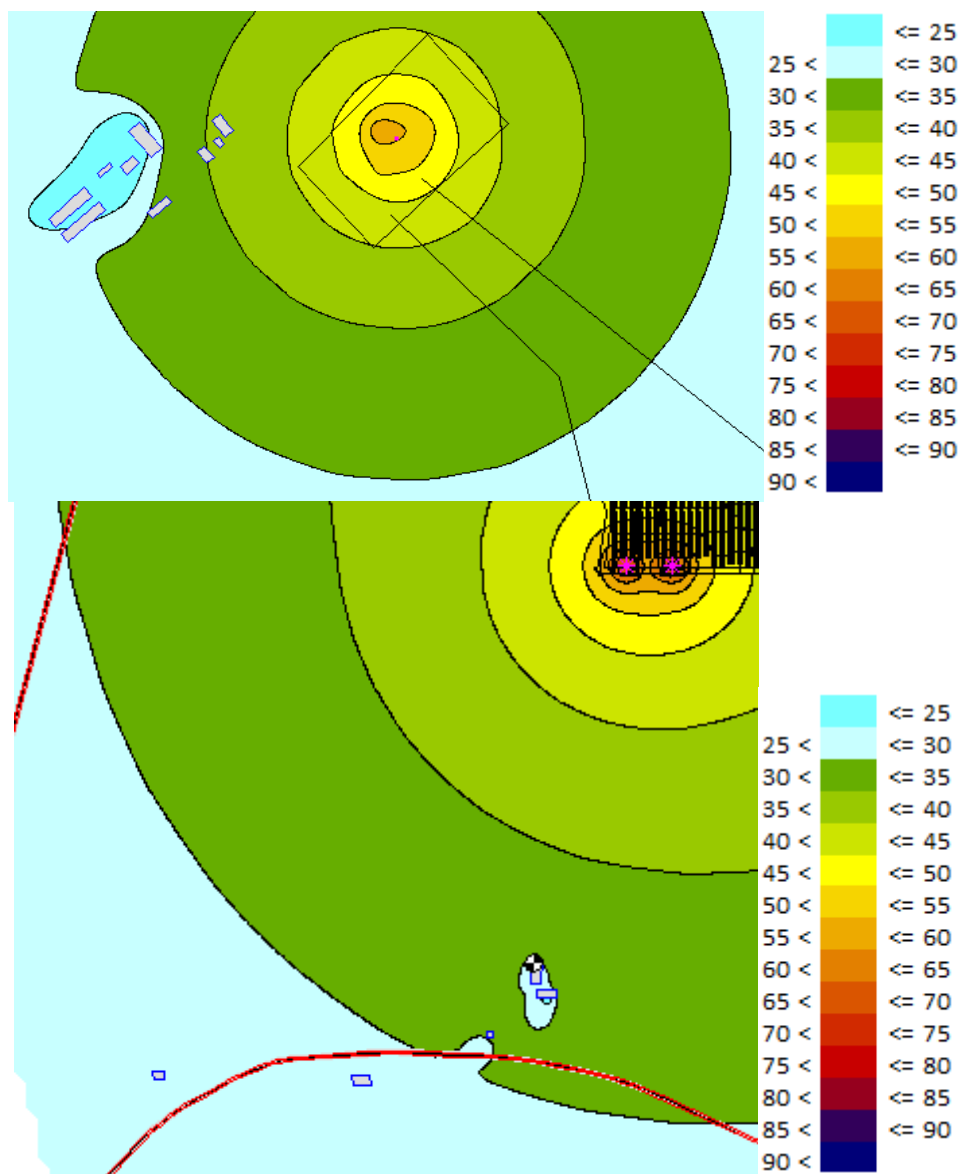 <= 25
25 < <= 30
30 < <= 35
35 < <= 40
40 < <= 45
45 < <= 50
50 < <= 55
55 < <= 60
60 < <= 65
65 < <= 70
70 < <= 75
75 < <= 80
80 < <= 85
85 < <= 90
90 <
<= 25
25 < <= 30
30 < <= 35
35 < <= 40
40 < <= 45
45 < <= 50
50 < <= 55
55 < <= 60
60 < <= 65
65 < <= 70
70 < <= 75
75 < <= 80
80 < <= 85
85 < <= 90
90 <